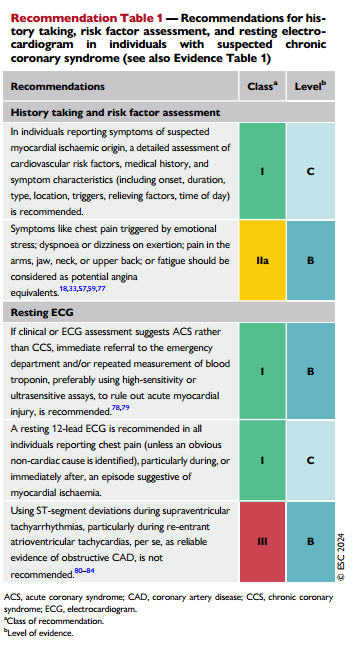 Recommendation Table 1 — Recommendations for his-
tory taking, risk factor assessment, and resting electro-
cardiogram in individuals with suspected chronic
coronary syndrome (see also Evidence Table 1)
Recommendations Classᵃ Levelᵇ
History taking and risk factor assessment
In individuals reporting symptoms of suspected
myocardial ischaemic origin, a detailed assessment of
cardiovascular risk factors, medical history, and
symptom characteristics (including onset, duration,
type, location, triggers, relieving factors, time of day)
is recommended.
I C
Symptoms like chest pain triggered by emotional
stress; dyspnoea or dizziness on exertion; pain in the
arms, jaw, neck, or upper back; or fatigue should be
considered as potential angina
equivalents.18,33,57,59,77
IIa B
Resting ECG
If clinical or ECG assessment suggests ACS rather
than CCS, immediate referral to the emergency
department and/or repeated measurement of blood
troponin, preferably using high-sensitivity or
ultrasensitive assays, to rule out acute myocardial
injury, is recommended.78,79
I B
A resting 12-lead ECG is recommended in all
individuals reporting chest pain (unless an obvious
non-cardiac cause is identified), particularly during, or
immediately after, an episode suggestive of
myocardial ischaemia.
I C
Using ST-segment deviations during supraventricular
tachyarrhythmias, particularly during re-entrant
atrioventricular tachycardias, per se, as reliable
evidence of obstructive CAD, is not
recommended.80–84
III B
© ESC 2024
ACS, acute coronary syndrome; CAD, coronary artery disease; CCS, chronic coronary
syndrome; ECG, electrocardiogram.
ᵃClass of recommendation.
ᵇLevel of evidence.